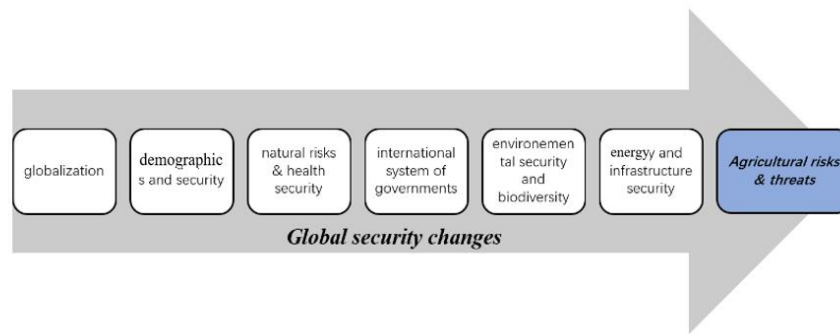 globalization
demographic
s and security
natural risks
& health
security
international
system of
governments
environemen
tal security
and
biodiversity
energyy and
infrastructure
security
Agricultural risks
& threats
Global security changes